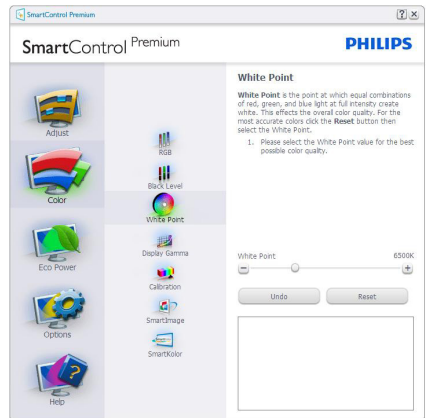 SmartControl Premium
SmartControl Premium
PHILIPS
Adjust
Color
Eco Power
Options
Help
RGB
Black Level
White Point
Display Gamma
Calibration
SmartImage
SmartKolor
White Point
White Point is the point at which equal combinations
of red, green, and blue light at full intensity create
white. This effects the overall color quality. For the
most accurate colors click the Reset button then
select the White Point.
1. Please select the White Point value for the best
possible color quality.
White Point 6500K
Undo Reset